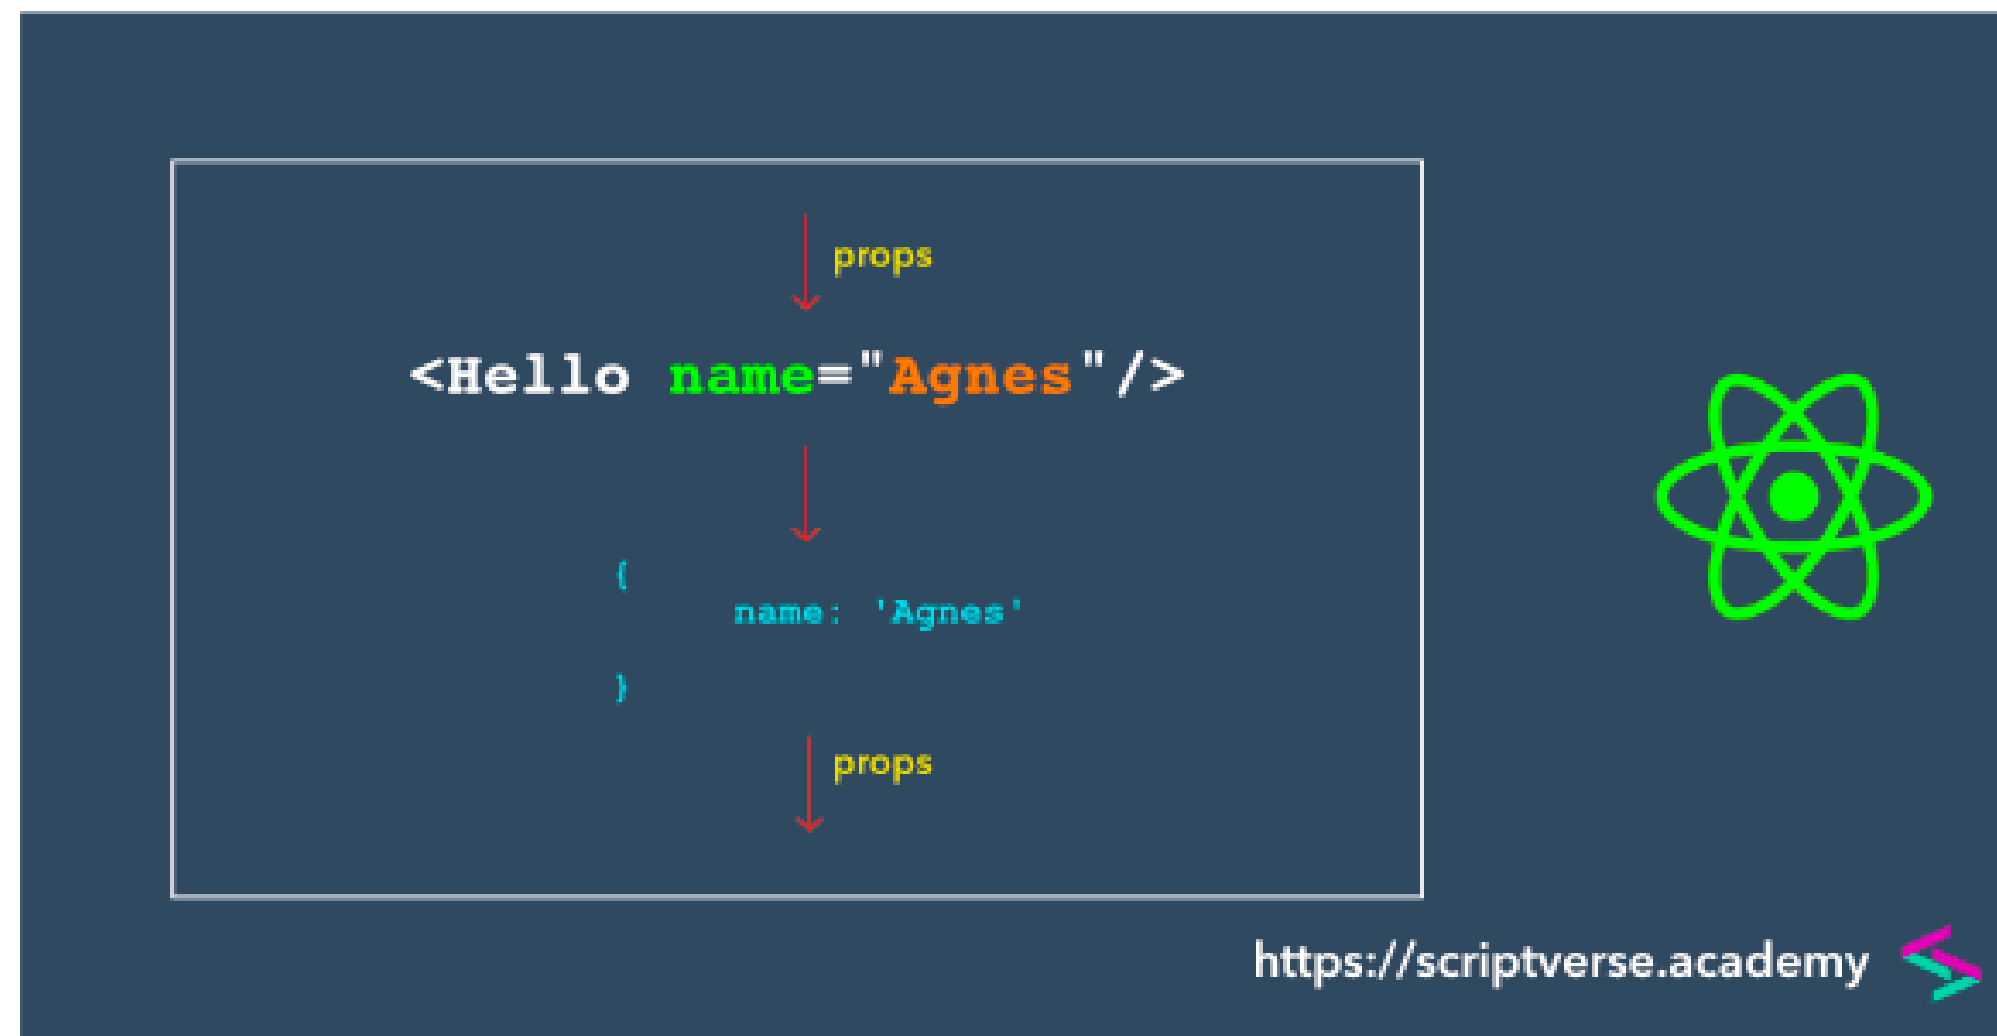 props
<Hello name="Agnes"/>
{
name: 'Agnes'
}
props
https://scriptverse.academy